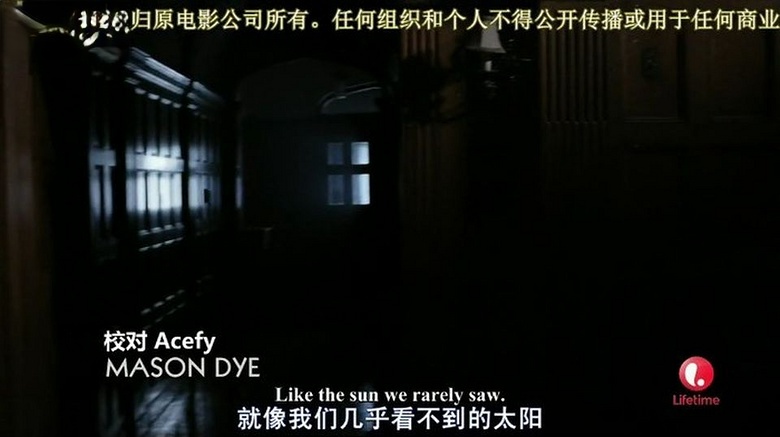 归原电影公司所有。任何组织和个人不得公开传播或用于任何商业
校对 Acefy
MASON DYE
Lifetime
Like the sun we rarely saw.
就像我们几乎看不到的太阳